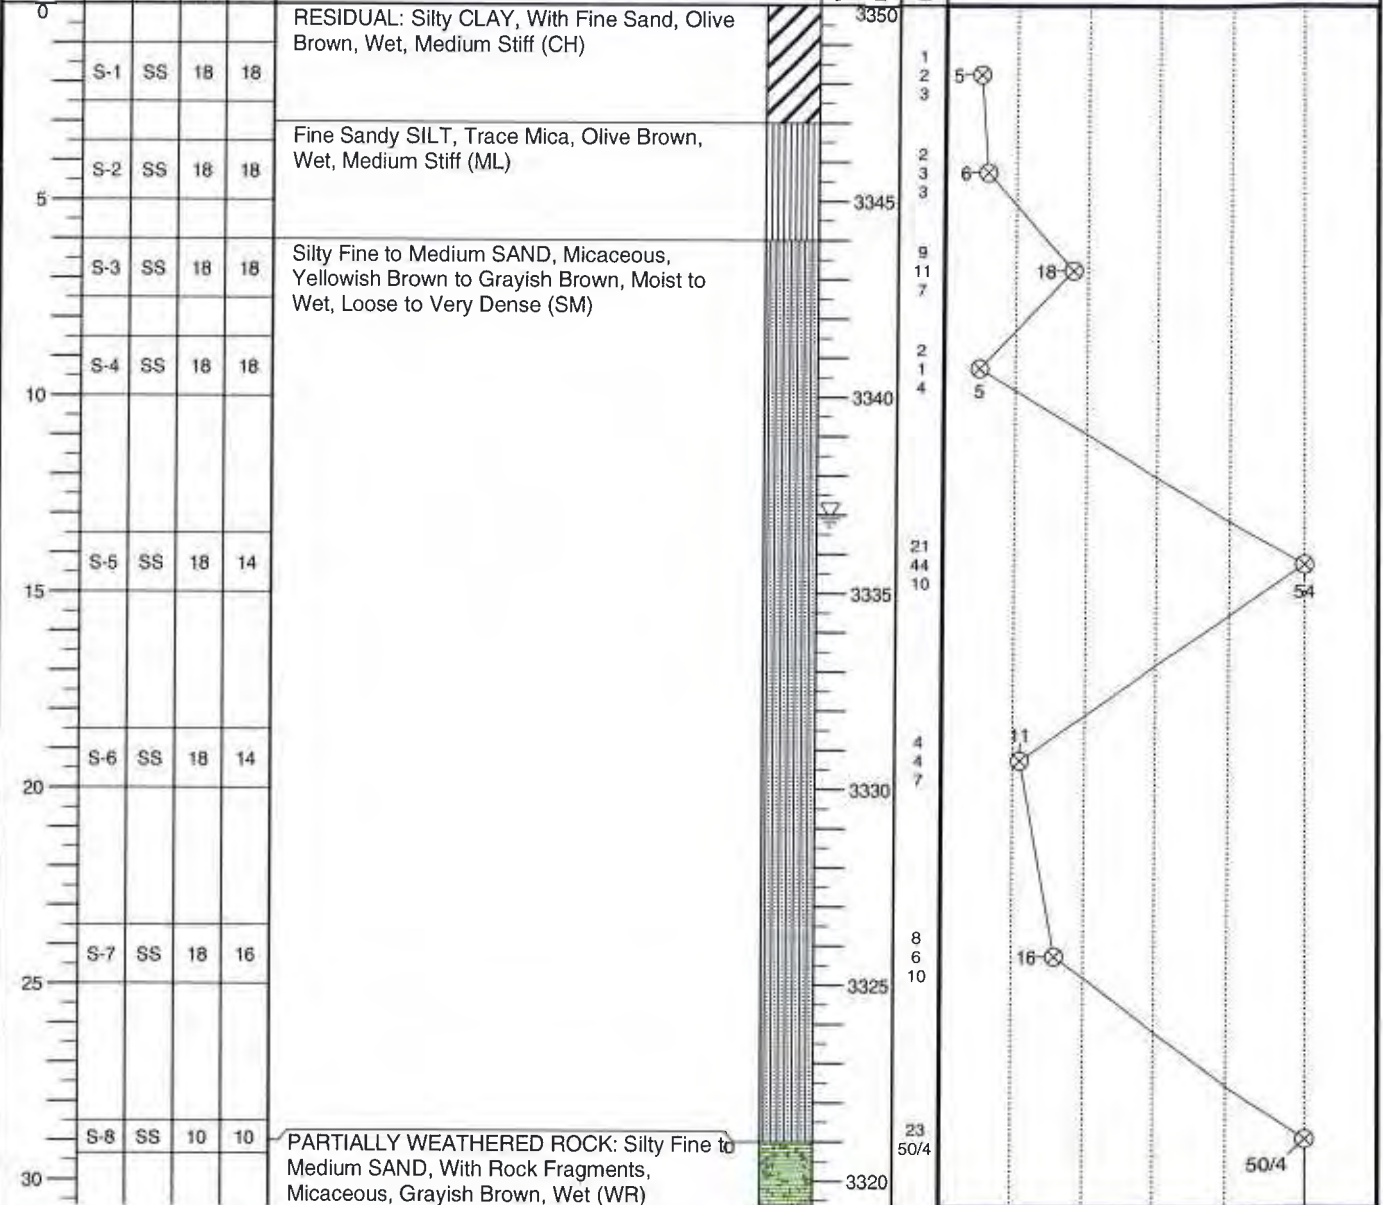 0
RESIDUAL: Silty CLAY, With Fine Sand, Olive
Brown, Wet, Medium Stiff (CH)
3350
S-1 SS 18 18
1
2
3
5
Fine Sandy SILT, Trace Mica, Olive Brown,
Wet, Medium Stiff (ML)
S-2 SS 18 18
2
3
3
6
5
3345
Silty Fine to Medium SAND, Micaceous,
Yellowish Brown to Grayish Brown, Moist to
Wet, Loose to Very Dense (SM)
S-3 SS 18 18
9
11
7
18
S-4 SS 18 18
2
1
4
5
10
3340
S-5 SS 18 14
21
44
10
54
15
3335
S-6 SS 18 14
4
4
7
11
20
3330
S-7 SS 18 16
8
6
10
16
25
3325
S-8 SS 10 10
PARTIALLY WEATHERED ROCK: Silty Fine to
Medium SAND, With Rock Fragments,
Micaceous, Grayish Brown, Wet (WR)
23
50/4
50/4
30
3320